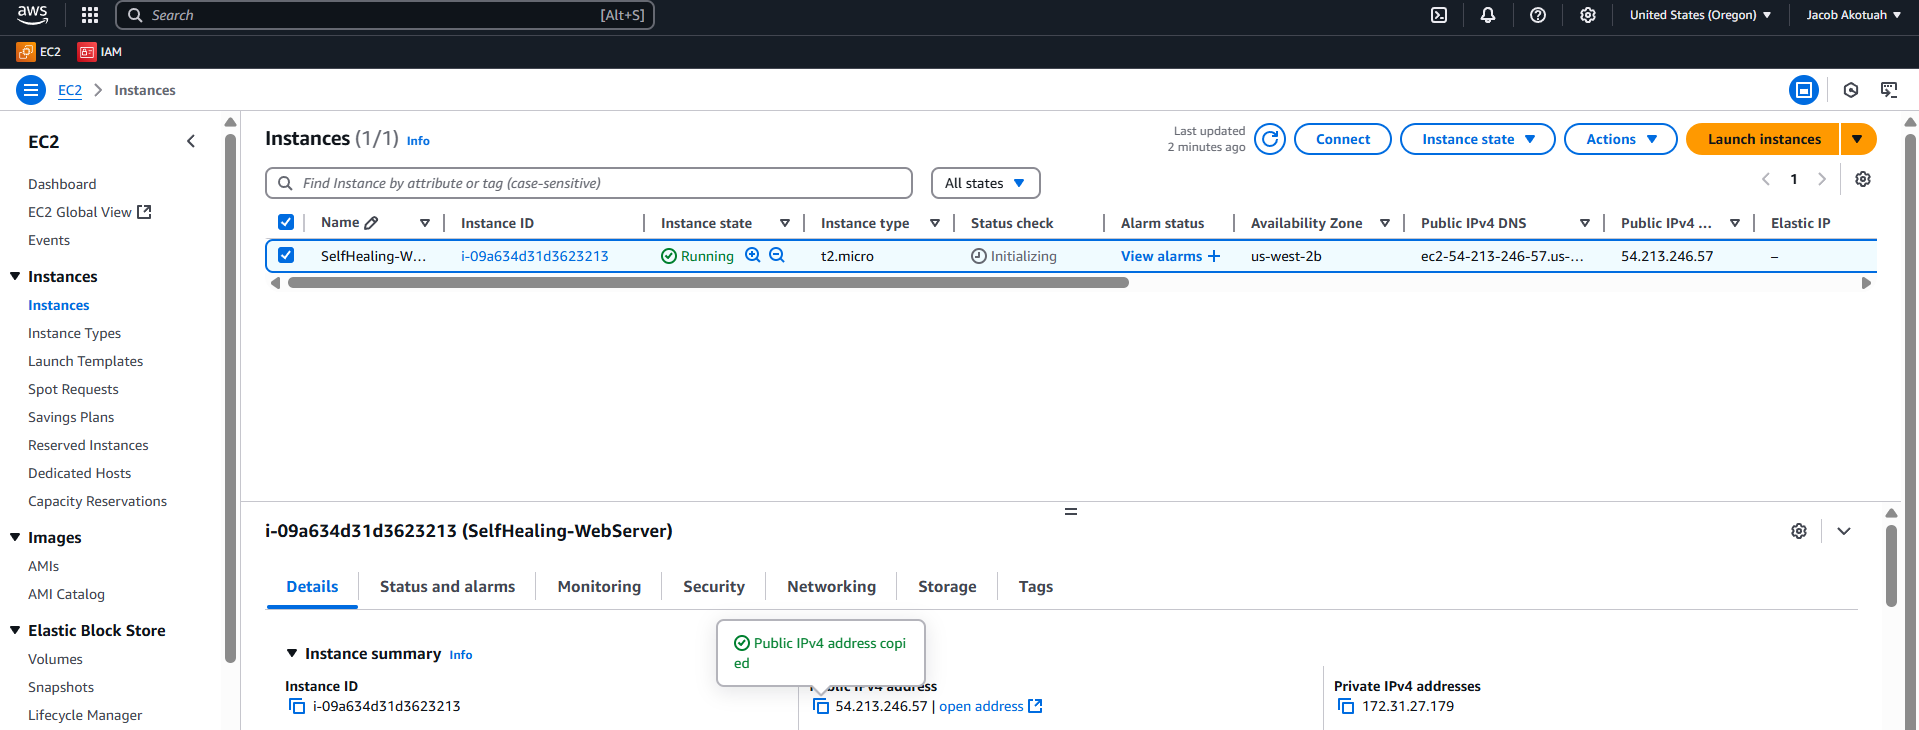 aws
Search [Alt+S]
United States (Oregon)
Jacob Akotuah
EC2
IAM
EC2 Instances
EC2
Dashboard
EC2 Global View
Events
Instances
Instances
Instance Types
Launch Templates
Spot Requests
Savings Plans
Reserved Instances
Dedicated Hosts
Capacity Reservations
Images
AMIs
AMI Catalog
Elastic Block Store
Volumes
Snapshots
Lifecycle Manager
Instances (1/1) Info
Last updated
2 minutes ago
Connect
Instance state
Actions
Launch instances
Find Instance by attribute or tag (case-sensitive)
All states
1
Name Instance ID Instance state Instance type Status check Alarm status Availability Zone Public IPv4 DNS Public IPv4 ... Elastic IP
SelfHealing-W... i-09a634d31d3623213 Running t2.micro Initializing View alarms + us-west-2b ec2-54-213-246-57.us-... 54.213.246.57 –
i-09a634d31d3623213 (SelfHealing-WebServer)
Details Status and alarms Monitoring Security Networking Storage Tags
Public IPv4 address copi
ed
Instance summary Info
Instance ID
i-09a634d31d3623213
Public IPv4 address
54.213.246.57 | open address
Private IPv4 addresses
172.31.27.179